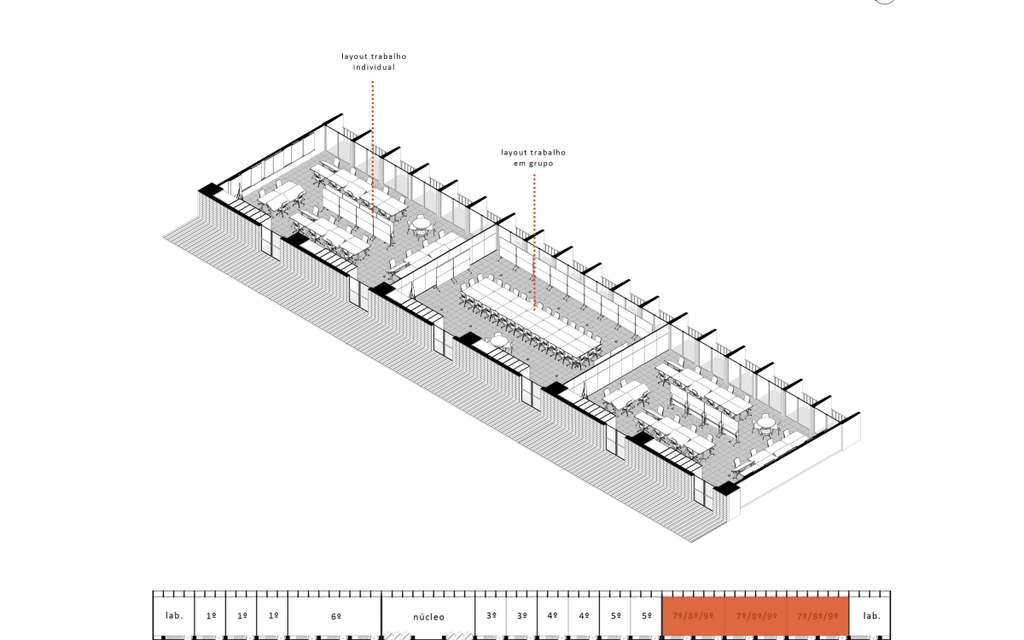 layout trabalho
individual
layout trabalho
em grupo
lab. 1º 1º 1º 6º núcleo 3º 3º 4º 4º 5º 5º 7º/8º/9º 7º/8º/9º 7º/8º/9º lab.